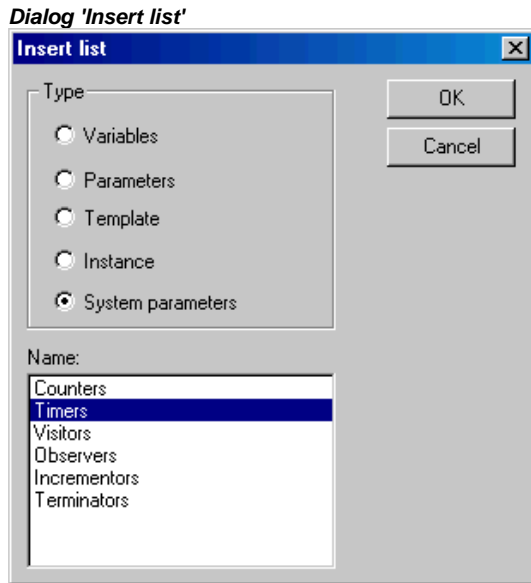 Dialog 'Insert list'
Insert list
Type
OK
Variables
Cancel
Parameters
Template
Instance
System parameters
Name:
Counters
Timers
Visitors
Observers
Incrementors
Terminators